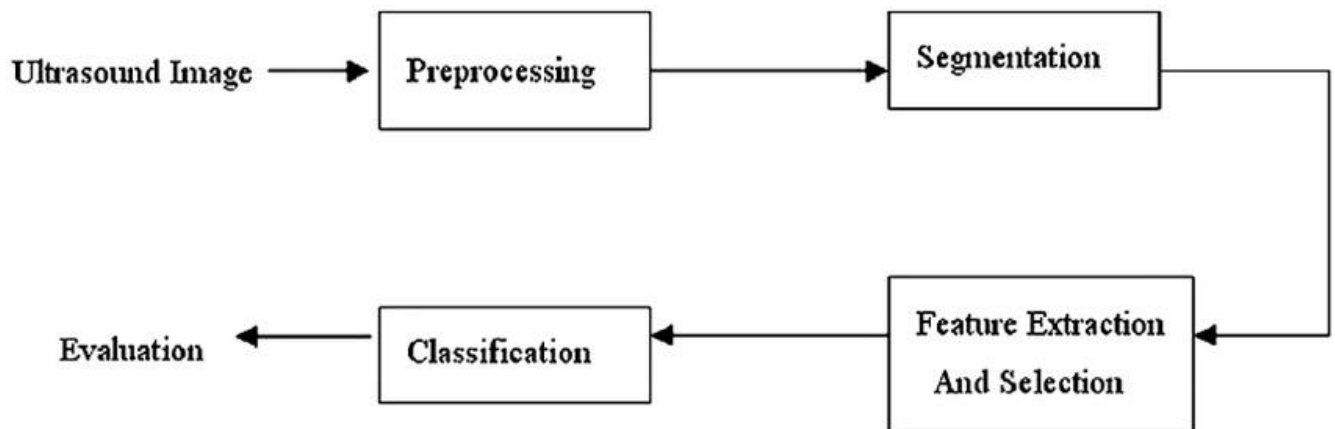 Ultrasound Image
Preprocessing
Segmentation
Feature Extraction
And Selection
Classification
Evaluation